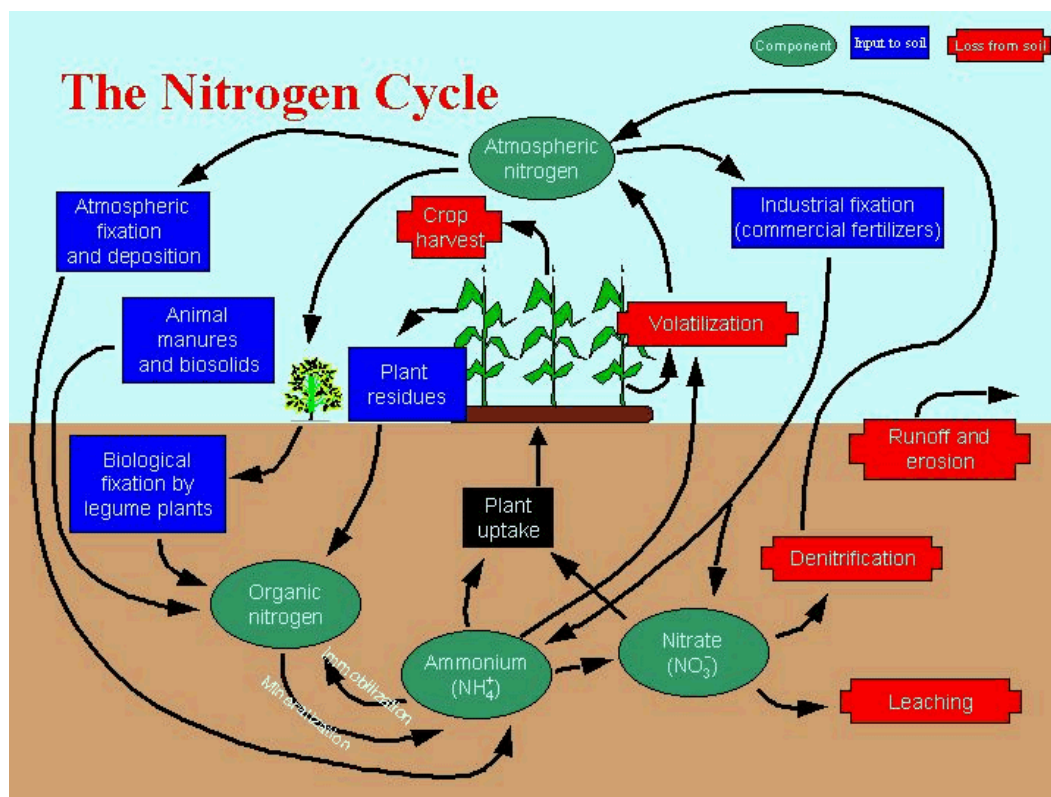 Component
Input to soil
Loss from soil
The Nitrogen Cycle
Atmospheric
nitrogen
Atmospheric
fixation
and deposition
Crop
harvest
Industrial fixation
(commercial fertilizers)
Animal
manures
and biosolids
Volatilization
Plant
residues
Runoff and
erosion
Biological
fixation by
legume plants
Plant
uptake
Denitrification
Organic
nitrogen
Ammonium
(NH₄⁺)
Nitrate
(NO₃⁻)
Immobilization
Mineralization
Leaching